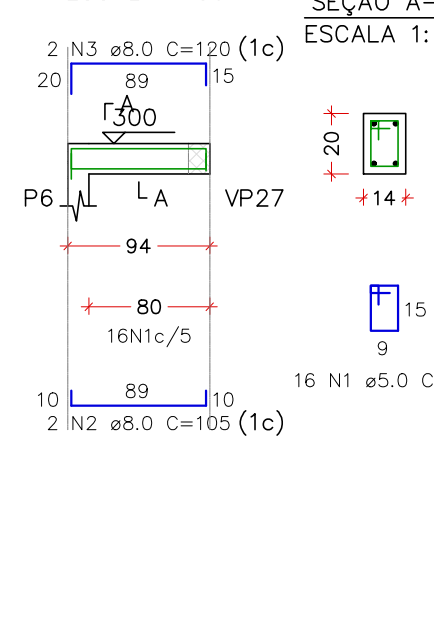 SEÇÃO A-
ESCALA 1:
2 N3 ø8.0 C=120 (1c)
20 89 15
A
300
A
P6 VP27
20
14
94
80
16N1c/5
15
9
16 N1 ø5.0 C
10 89 10
2 N2 ø8.0 C=105 (1c)